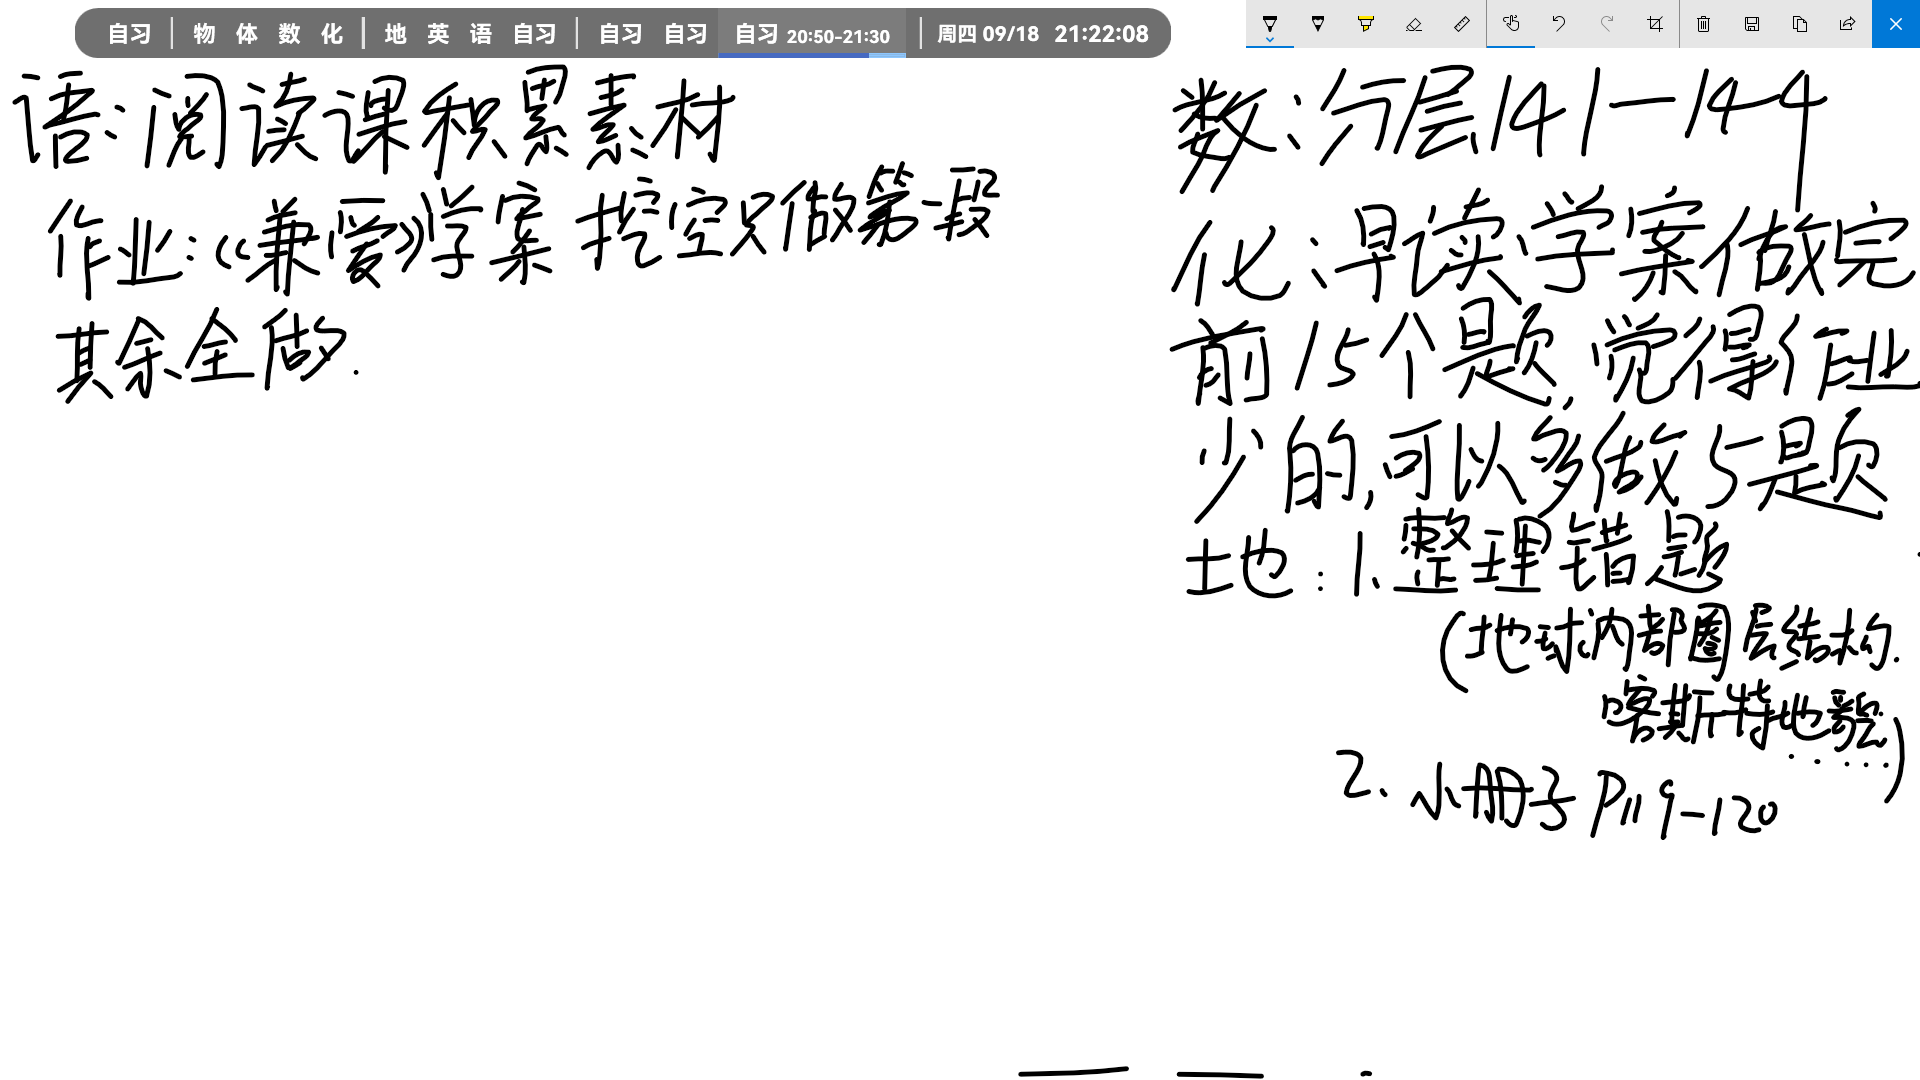 自习 | 物 体 数 化 | 地 英 语 自习 | 自习 自习 自习 20:50-21:30 | 周四 09/18 21:22:08
语:阅读课积累素材
作业:《兼爱》学案 挖空只做第一段
其余全做.
数:分层141—144
化:早读学案做完
前15个题,觉得作业
少的,可以多做5题
地:1.整理错题
(地球内部圈层结构.
喀斯特地貌......)
2.小册子P119-120